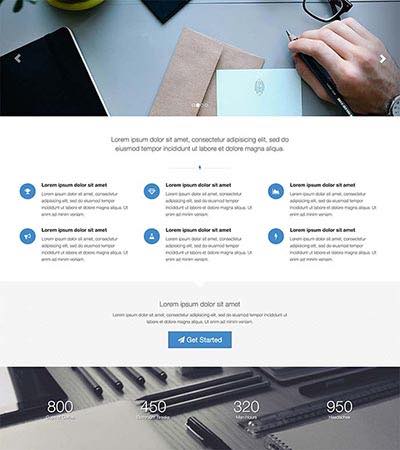 Lorem ipsum dolor sit amet, consectetur adipisicing elit, sed do
eiusmod tempor incididunt ut labore et dolore magna aliqua.
Lorem ipsum dolor sit amet
Lorem ipsum dolor sit amet, consectetur
adipisicing elit, sed do eiusmod tempor
incididunt ut labore et dolore magna aliqua. Ut
enim ad minim veniam.
Lorem ipsum dolor sit amet
Lorem ipsum dolor sit amet, consectetur
adipisicing elit, sed do eiusmod tempor
incididunt ut labore et dolore magna aliqua. Ut
enim ad minim veniam.
Lorem ipsum dolor sit amet
Lorem ipsum dolor sit amet, consectetur
adipisicing elit, sed do eiusmod tempor
incididunt ut labore et dolore magna aliqua. Ut
enim ad minim veniam.
Lorem ipsum dolor sit amet
Lorem ipsum dolor sit amet, consectetur
adipisicing elit, sed do eiusmod tempor
incididunt ut labore et dolore magna aliqua. Ut
enim ad minim veniam.
Lorem ipsum dolor sit amet
Lorem ipsum dolor sit amet, consectetur
adipisicing elit, sed do eiusmod tempor
incididunt ut labore et dolore magna aliqua. Ut
enim ad minim veniam.
Lorem ipsum dolor sit amet
Lorem ipsum dolor sit amet, consectetur
adipisicing elit, sed do eiusmod tempor
incididunt ut labore et dolore magna aliqua. Ut
enim ad minim veniam.
Lorem ipsum dolor sit amet
Lorem ipsum dolor sit amet, consectetur adipisicing elit, sed do eiusmod
tempor incididunt ut labore et dolore magna aliqua. Ut enim ad minim
veniam.
Get Started
800 450 320 950